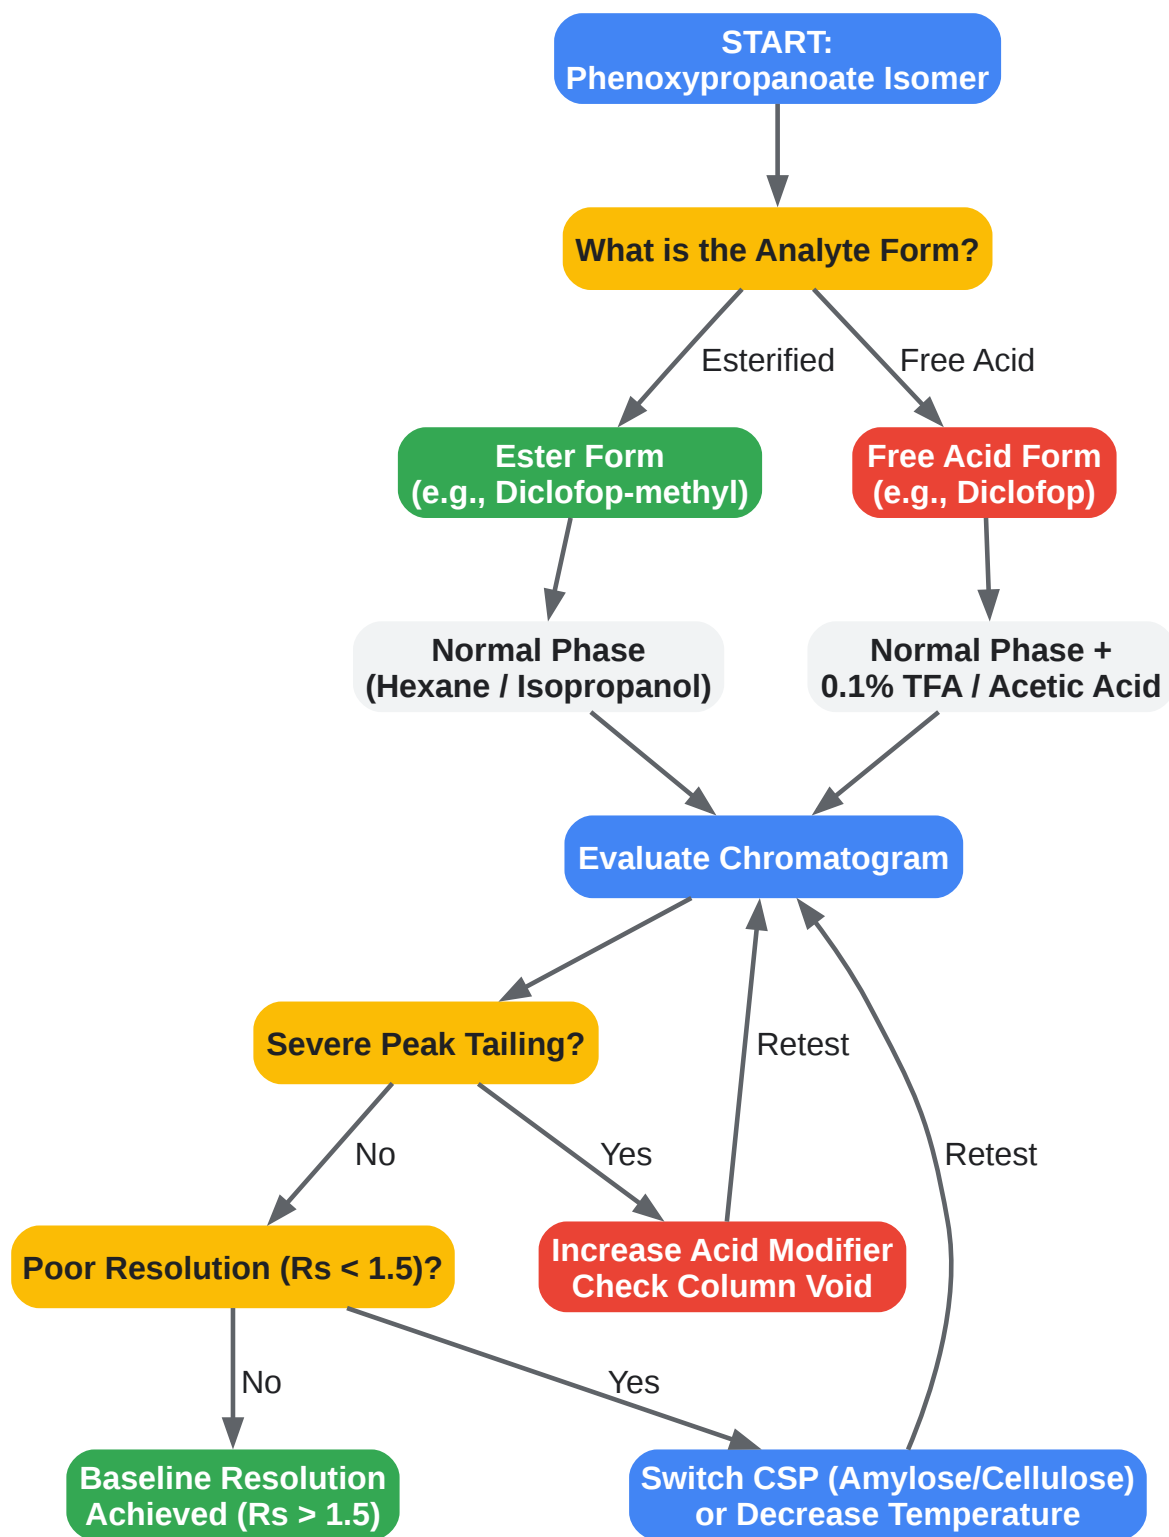 START:
Phenoxypropanoate Isomer
What is the Analyte Form?
Esterified
Free Acid
Ester Form
(e.g., Diclofop-methyl)
Free Acid Form
(e.g., Diclofop)
Normal Phase
(Hexane / Isopropanol)
Normal Phase +
0.1% TFA / Acetic Acid
Evaluate Chromatogram
Severe Peak Tailing?
Retest
No
Yes
Retest
Poor Resolution (Rs < 1.5)?
Increase Acid Modifier
Check Column Void
No
Yes
Baseline Resolution
Achieved (Rs > 1.5)
Switch CSP (Amylose/Cellulose)
or Decrease Temperature